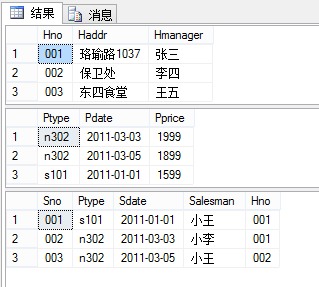 结果 消息
Hno Haddr Hmanager
1 001 珞瑜路1037 张三
2 002 保卫处 李四
3 003 东四食堂 王五
Ptype Pdate Pprice
1 n302 2011-03-03 1999
2 n302 2011-03-05 1899
3 s101 2011-01-01 1599
Sno Ptype Sdate Salesman Hno
1 001 s101 2011-01-01 小王 001
2 002 n302 2011-03-03 小李 001
3 003 n302 2011-03-05 小王 002